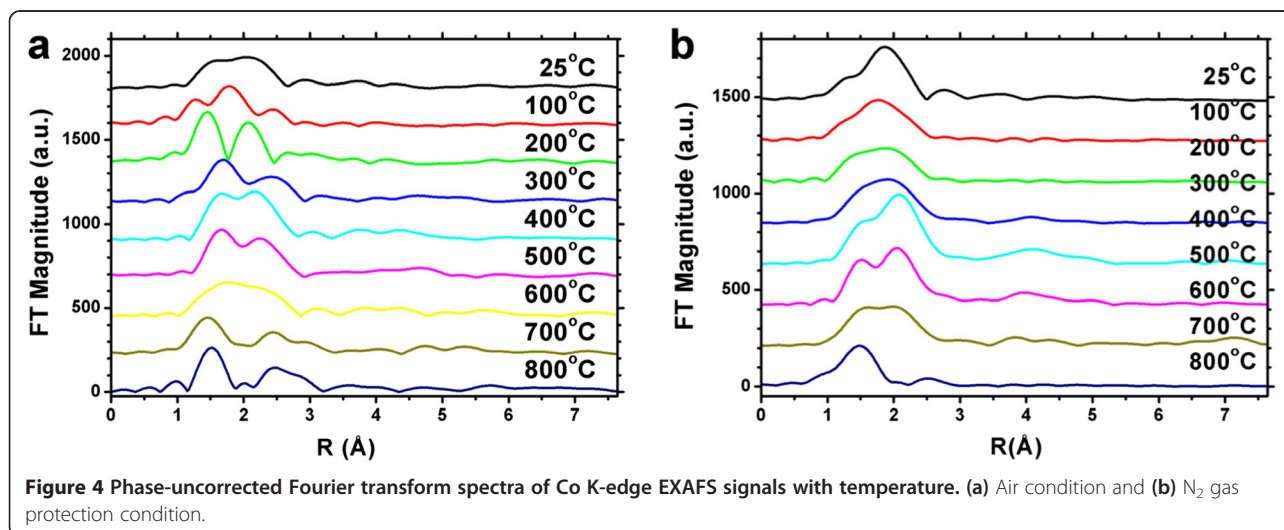 a
2000
1500
1000
500
0
FT Magnitude (a.u.)
25°C
100°C
200°C
300°C
400°C
500°C
600°C
700°C
800°C
0 1 2 3 4 5 6 7
R (Å)
b
1500
1000
500
0
FT Magnitude (a.u.)
25°C
100°C
200°C
300°C
400°C
500°C
600°C
700°C
800°C
0 1 2 3 4 5 6 7
R(Å)
Figure 4 Phase-uncorrected Fourier transform spectra of Co K-edge EXAFS signals with temperature. (a) Air condition and (b) N₂ gas
protection condition.